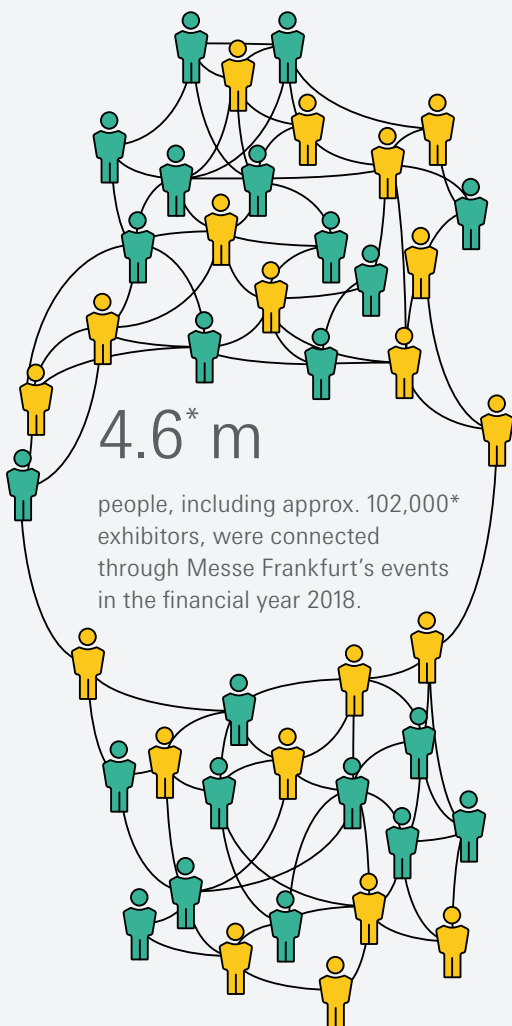 4.6* m
people, including approx. 102,000*
exhibitors, were connected
through Messe Frankfurt’s events
in the financial year 2018.